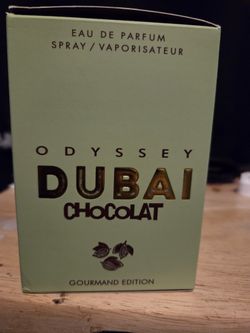 EAU DE PARFUM
SPRAY / VAPORISATEUR
ODYSSEY
DUBAI
CHOCOLAT
GOURMAND EDITION